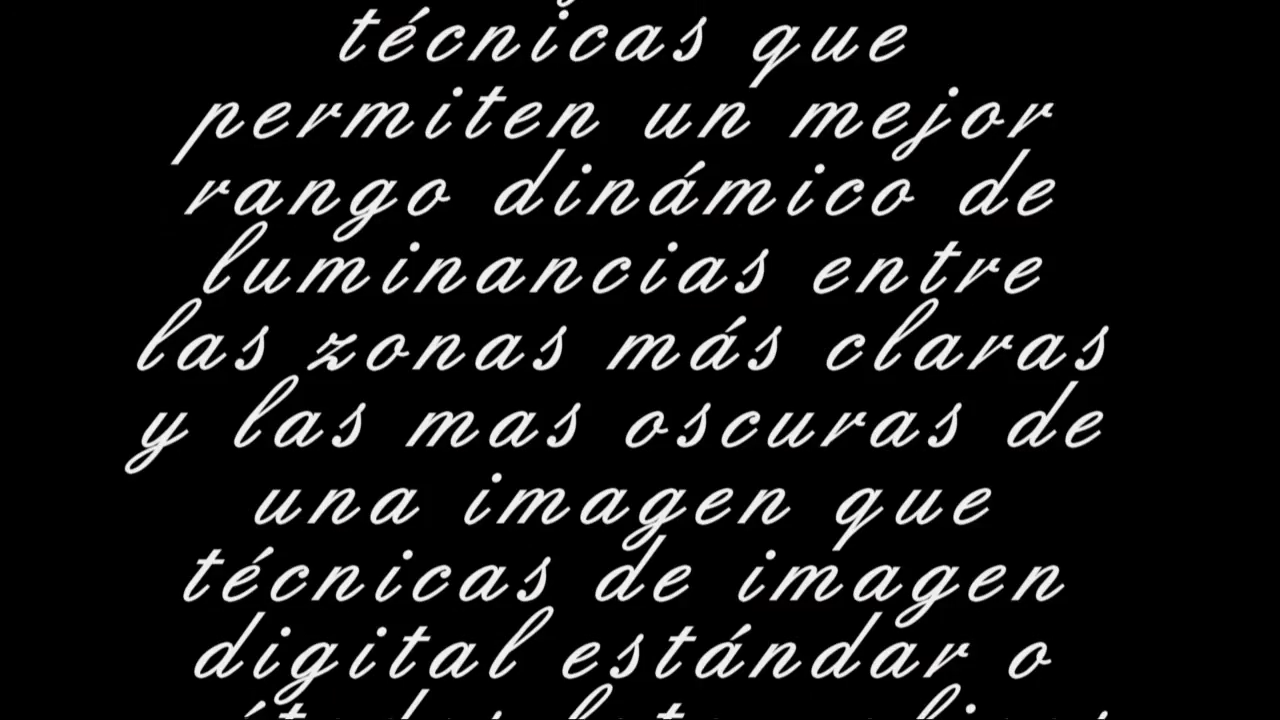 técnicas que
permiten un mejor
rango dinámico de
luminancias entre
las zonas más claras
y las mas oscuras de
una imagen que
técnicas de imagen
digital estándar o